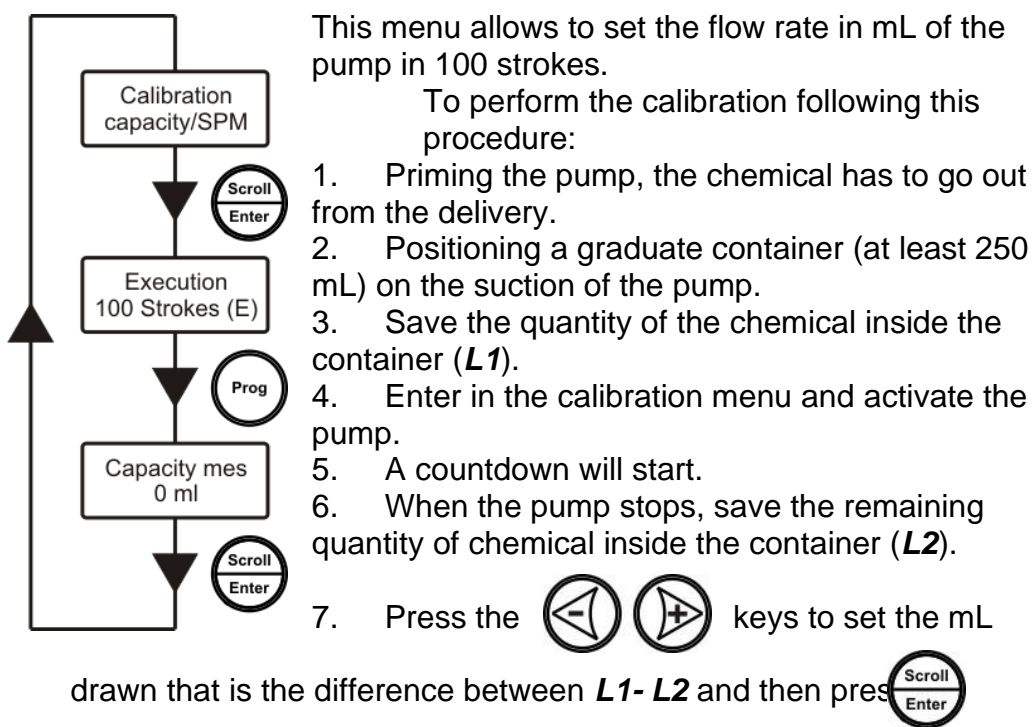 Calibration
capacity/SPM
Scroll
Enter
Execution
100 Strokes (E)
Prog
Capacity mes
0 ml
Scroll
Enter
This menu allows to set the flow rate in mL of the
pump in 100 strokes.
To perform the calibration following this
procedure:
1. Priming the pump, the chemical has to go out
from the delivery.
2. Positioning a graduate container (at least 250
mL) on the suction of the pump.
3. Save the quantity of the chemical inside the
container (L1).
4. Enter in the calibration menu and activate the
pump.
5. A countdown will start.
6. When the pump stops, save the remaining
quantity of chemical inside the container (L2).
7. Press the - + keys to set the mL
drawn that is the difference between L1- L2 and then pres
Scroll
Enter